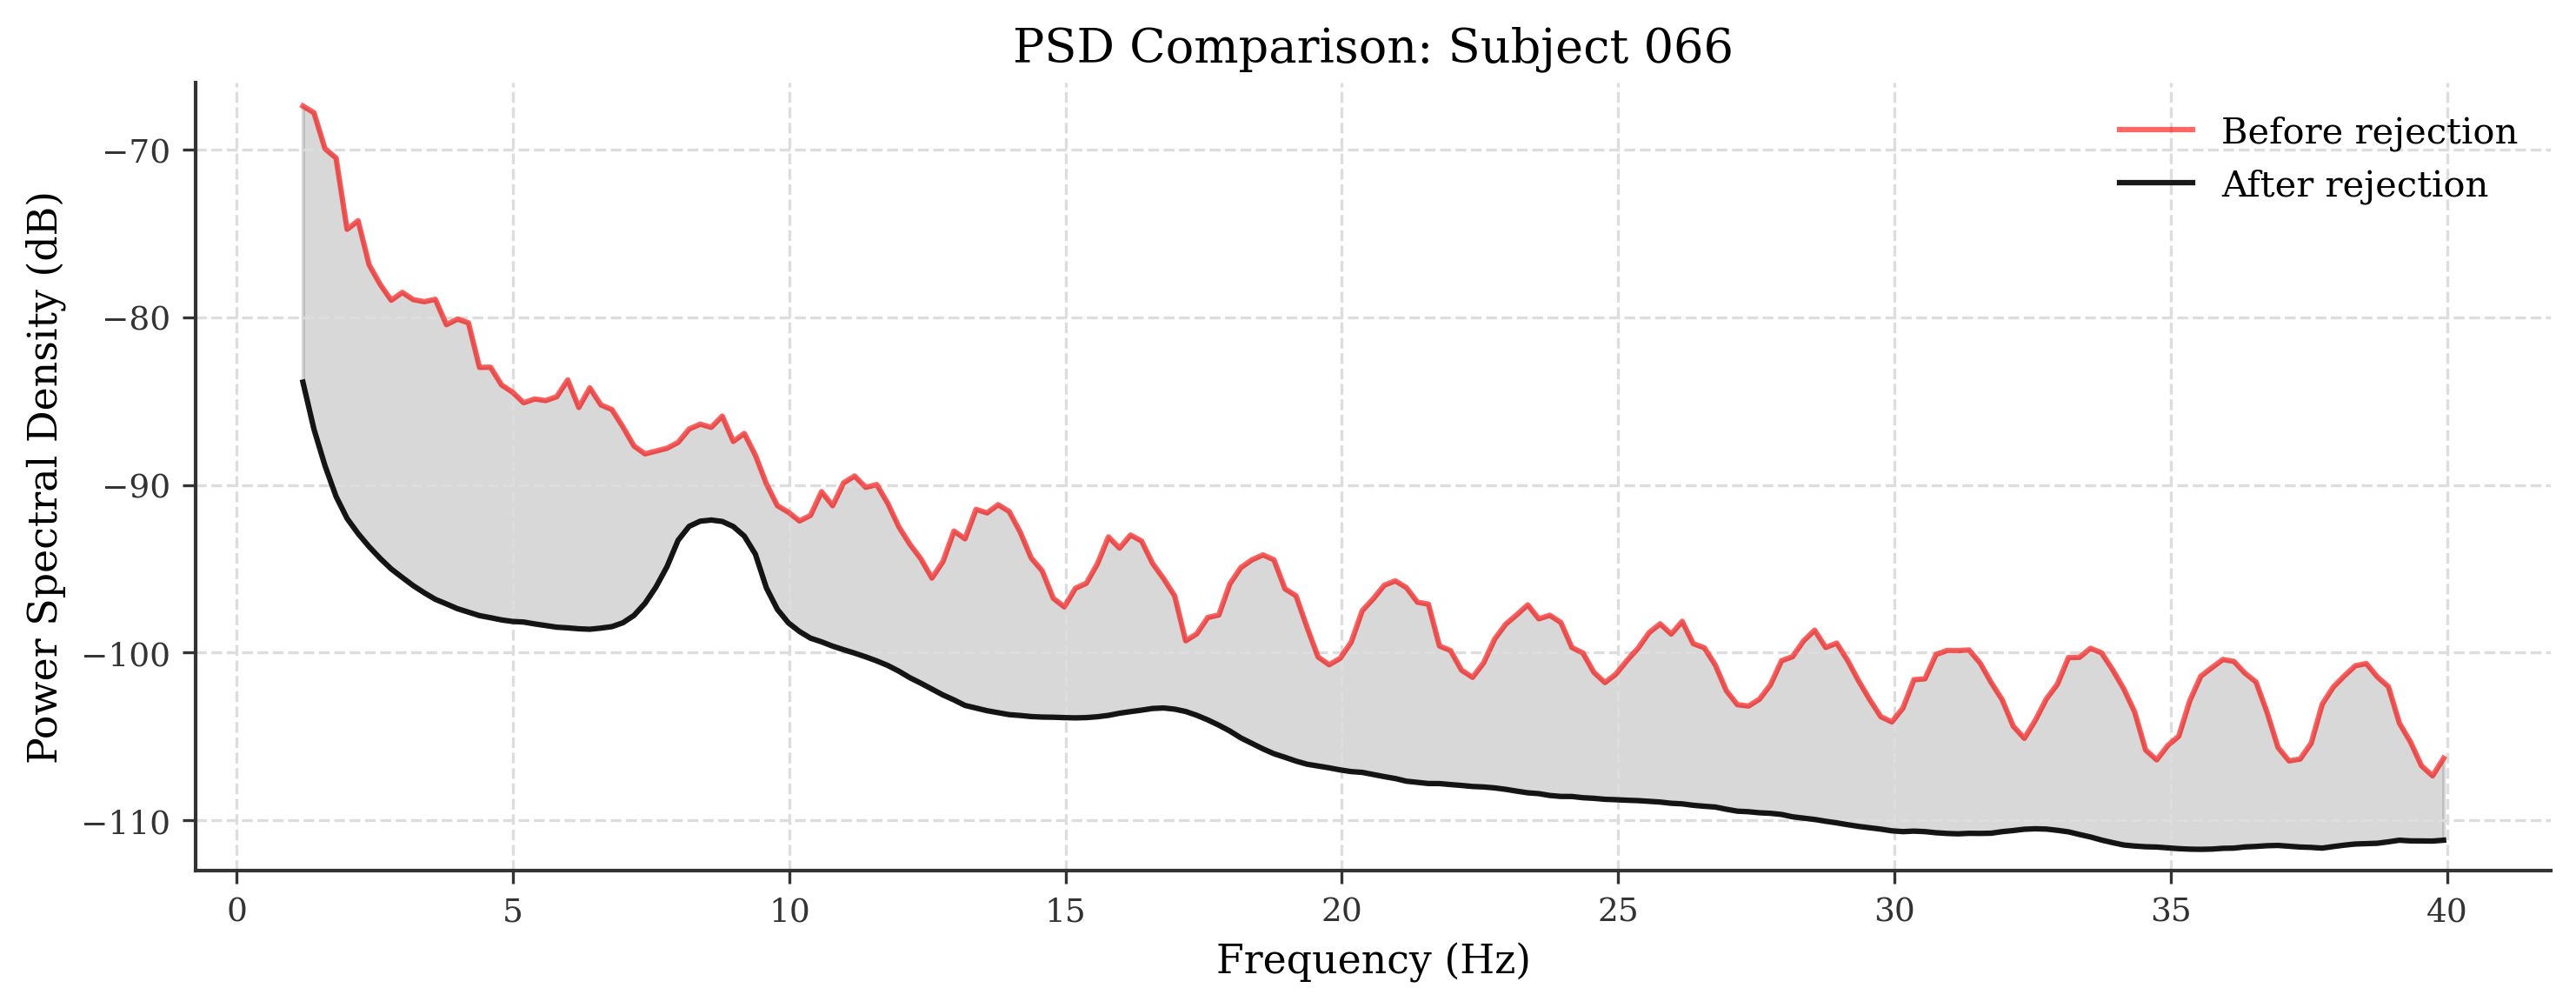 PSD Comparison: Subject 066
Before rejection
After rejection
Power Spectral Density (dB)
−70
−80
−90
−100
−110
0 5 10 15 20 25 30 35 40
Frequency (Hz)